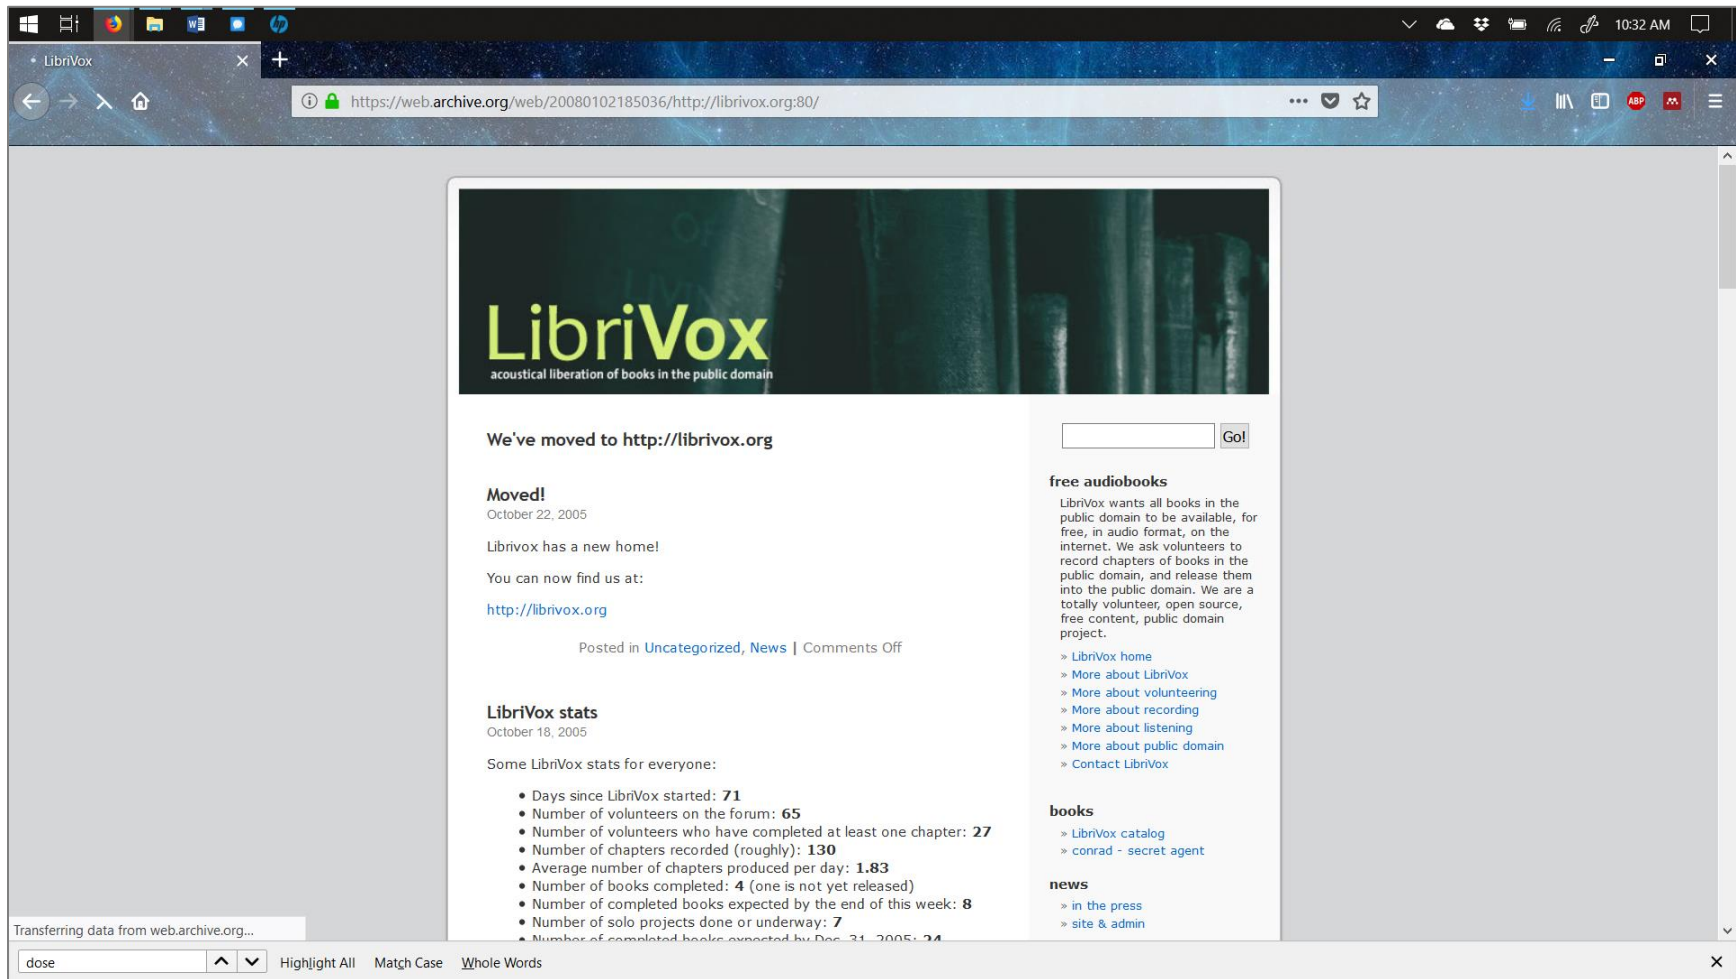 10:32 AM
LibriVox
https://web.archive.org/web/20080102185036/http://librivox.org:80/
ABP
LibriVox
acoustical liberation of books in the public domain
We've moved to http://librivox.org
Moved!
October 22, 2005
Librivox has a new home!
You can now find us at:
http://librivox.org
Posted in Uncategorized, News | Comments Off
LibriVox stats
October 18, 2005
Some LibriVox stats for everyone:
• Days since LibriVox started: 71
• Number of volunteers on the forum: 65
• Number of volunteers who have completed at least one chapter: 27
• Number of chapters recorded (roughly): 130
• Average number of chapters produced per day: 1.83
• Number of books completed: 4 (one is not yet released)
• Number of completed books expected by the end of this week: 8
• Number of solo projects done or underway: 7
• Number of completed books expected by Dec. 31, 2005: 24
Go!
free audiobooks
LibriVox wants all books in the
public domain to be available, for
free, in audio format, on the
internet. We ask volunteers to
record chapters of books in the
public domain, and release them
into the public domain. We are a
totally volunteer, open source,
free content, public domain
project.
» LibriVox home
» More about LibriVox
» More about volunteering
» More about recording
» More about listening
» More about public domain
» Contact LibriVox
books
» LibriVox catalog
» conrad - secret agent
news
» in the press
» site & admin
Transferring data from web.archive.org...
dose
Highlight All Match Case Whole Words